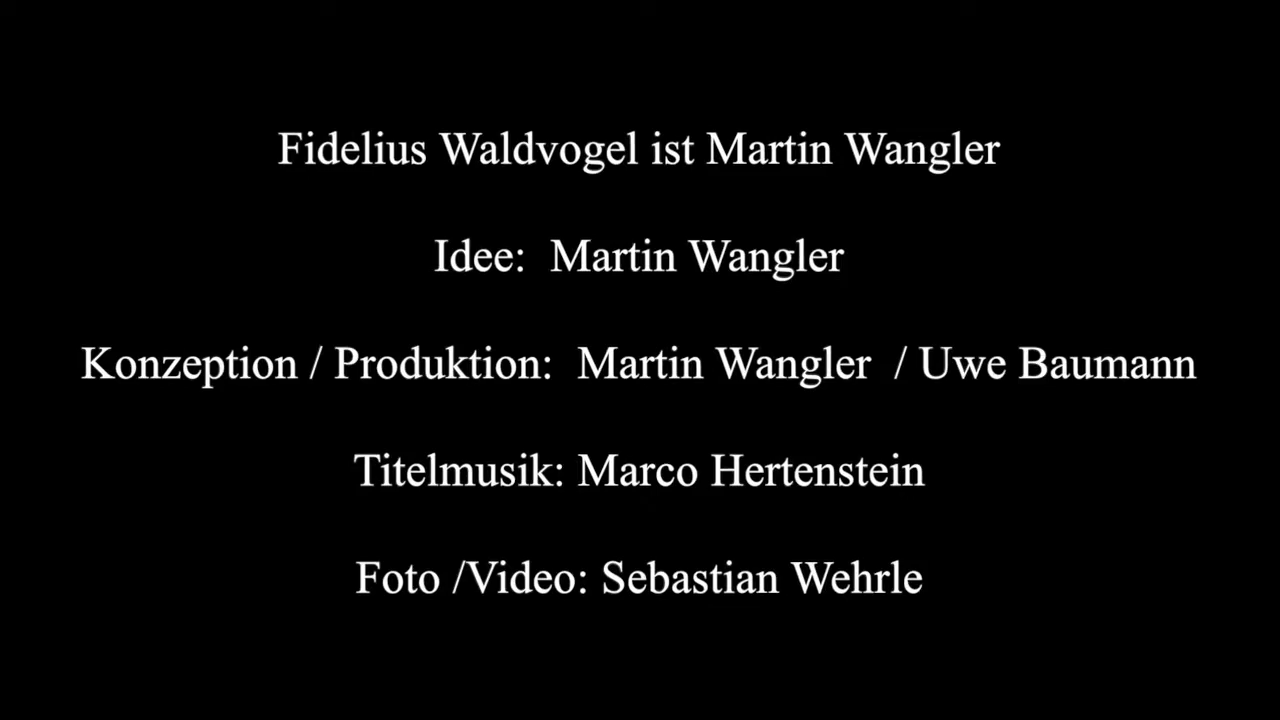 Fidelius Waldvogel ist Martin Wangler
Idee:  Martin Wangler
Konzeption / Produktion:  Martin Wangler  / Uwe Baumann
Titelmusik: Marco Hertenstein
Foto /Video: Sebastian Wehrle